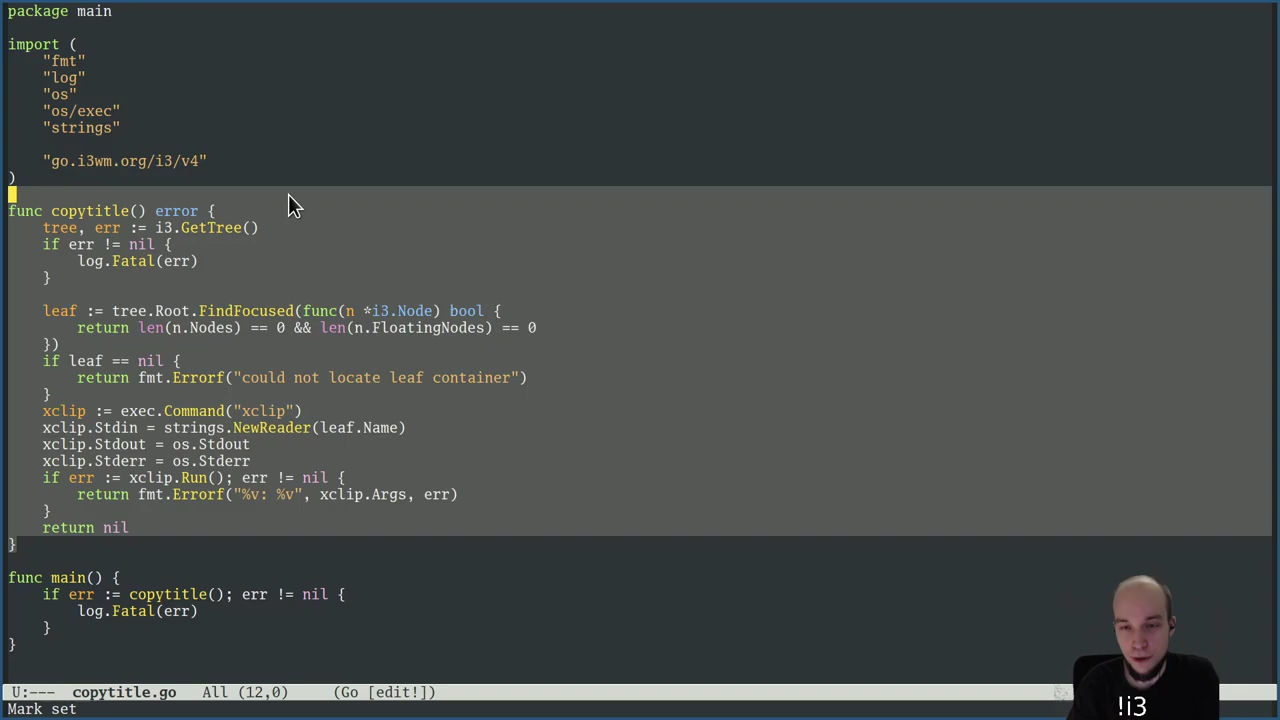 package main
import (
"fmt"
"log"
"os"
"os/exec"
"strings"
"go.i3wm.org/i3/v4"
)
func copytitle() error {
tree, err := i3.GetTree()
if err != nil {
log.Fatal(err)
}
leaf := tree.Root.FindFocused(func(n *i3.Node) bool {
return len(n.Nodes) == 0 && len(n.FloatingNodes) == 0
})
if leaf == nil {
return fmt.Errorf("could not locate leaf container")
}
xclip := exec.Command("xclip")
xclip.Stdin = strings.NewReader(leaf.Name)
xclip.Stdout = os.Stdout
xclip.Stderr = os.Stderr
if err := xclip.Run(); err != nil {
return fmt.Errorf("%v: %v", xclip.Args, err)
}
return nil
}
func main() {
if err := copytitle(); err != nil {
log.Fatal(err)
}
}
U:--- copytitle.go All (12,0) (Go [edit!])
Mark set
!i3